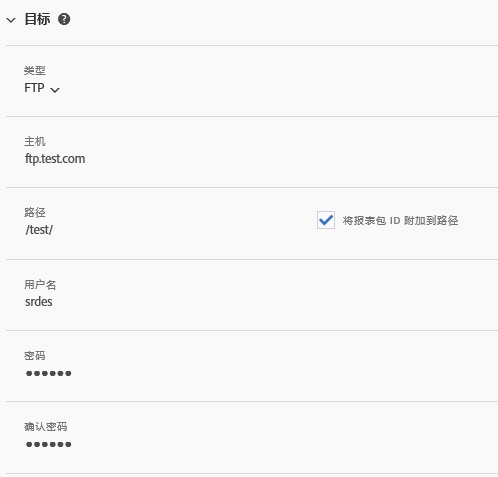 目标
类型
FTP
主机
ftp.test.com
路径
/test/
将报表包 ID 附加到路径
用户名
srdes
密码
••••••
确认密码
••••••